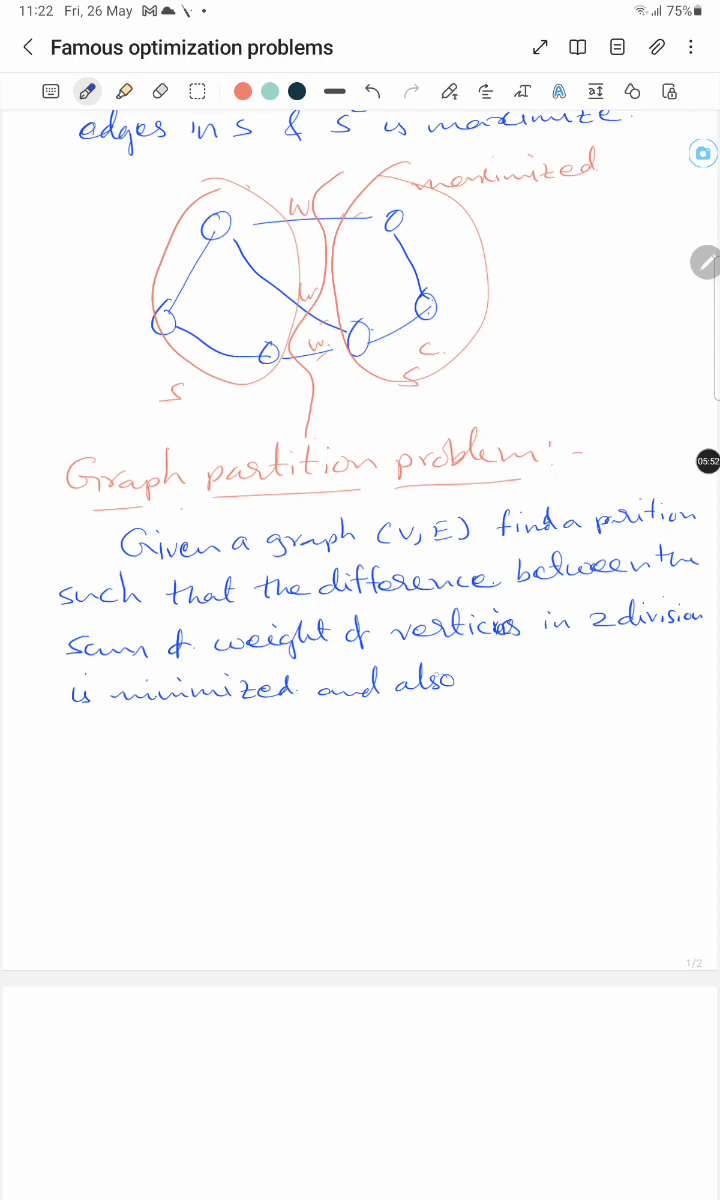 11:22 Fri, 26 May
75%
Famous optimization problems
edges in S & S is maximize.
maximized
W
W
W.
C
S
S
05:52
Graph partition problem:-
Given a graph (V, E) find a parition
such that the difference between the
sum of weight of verticies in 2 division
is minimized. and also
1/2